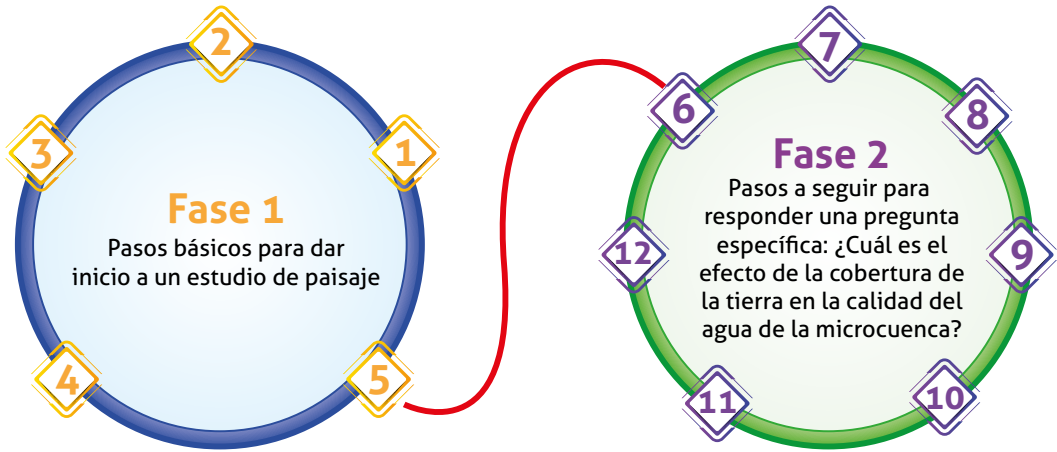 Fase 1
Pasos básicos para dar
inicio a un estudio de paisaje
1
2
3
4
5
Fase 2
Pasos a seguir para
responder una pregunta
específica: ¿Cuál es el
efecto de la cobertura de
la tierra en la calidad del
agua de la microcuenca?
6
7
8
9
10
11
12